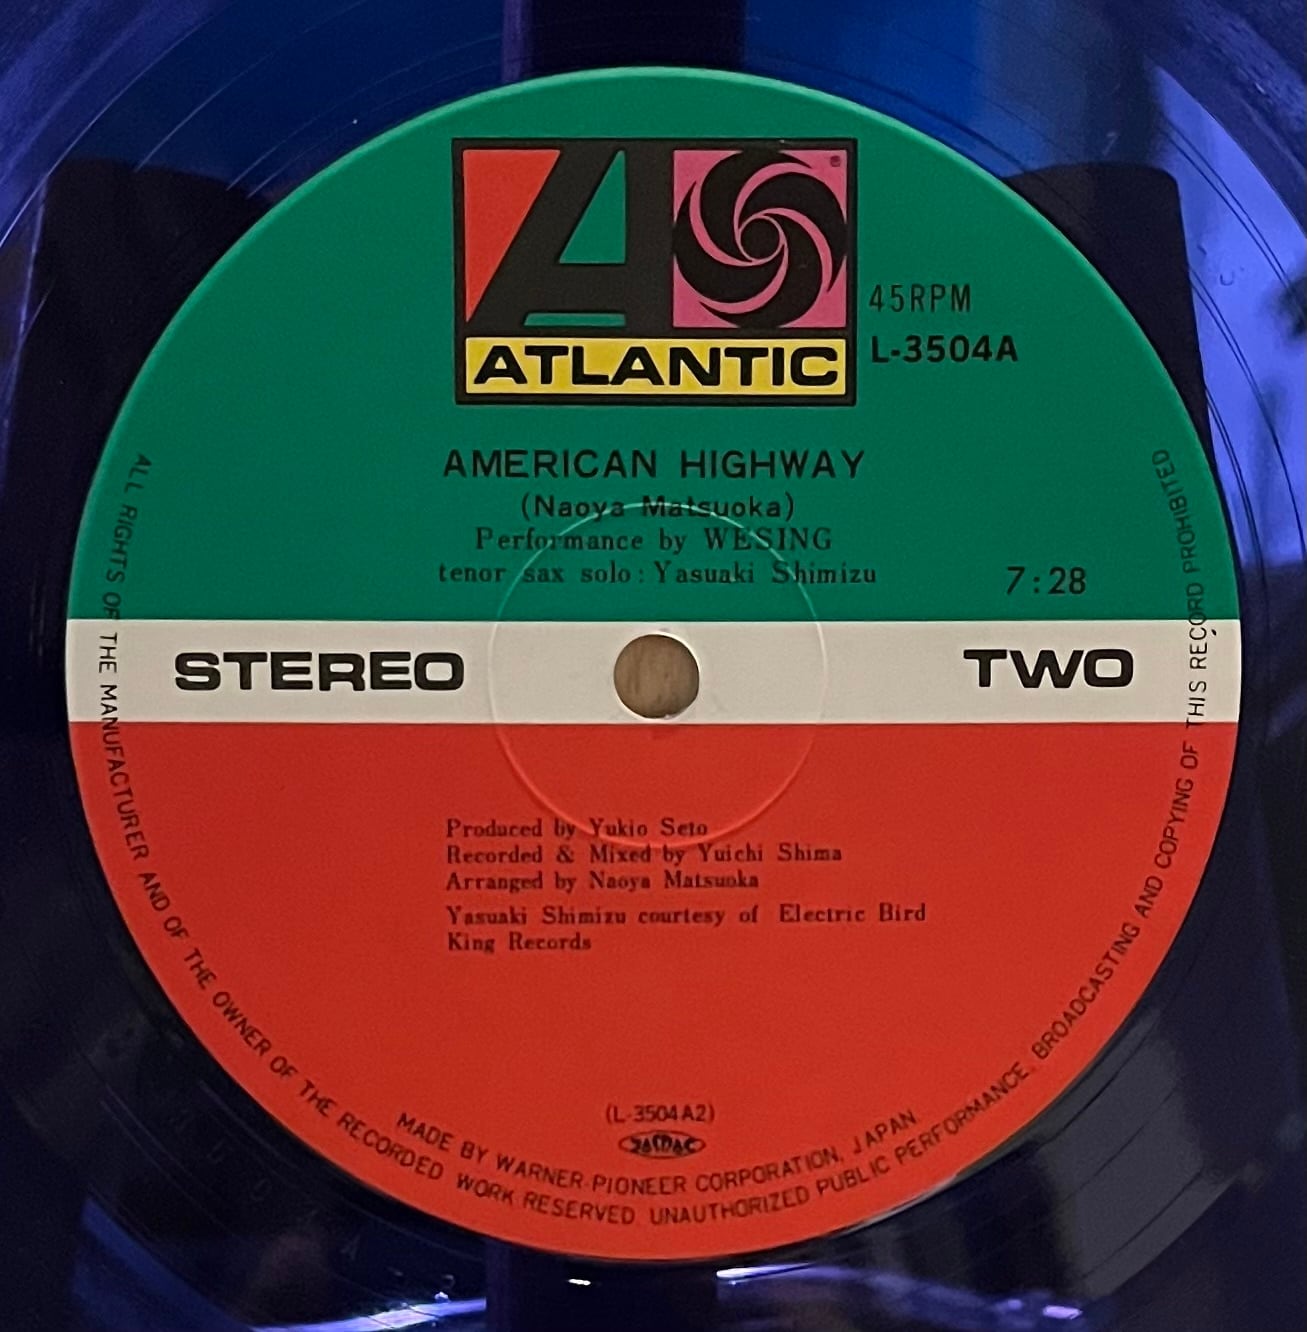 ATLANTIC
®
45RPM
L-3504A
AMERICAN HIGHWAY
(Naoya Matsuoka)
Performance by WESING
tenor sax solo : Yasuaki Shimizu
7:28
STEREO
TWO
Produced by Yukio Seto
Recorded & Mixed by Yuichi Shima
Arranged by Naoya Matsuoka
Yasuaki Shimizu courtesy of Electric Bird
King Records
(L-3504A2)
JASRAC
MADE BY WARNER-PIONEER CORPORATION, JAPAN
ALL RIGHTS OF THE MANUFACTURER AND OF THE OWNER OF THE RECORDED WORK RESERVED. UNAUTHORIZED PUBLIC PERFORMANCE. BROADCASTING AND COPYING OF THIS RECORD PROHIBITED